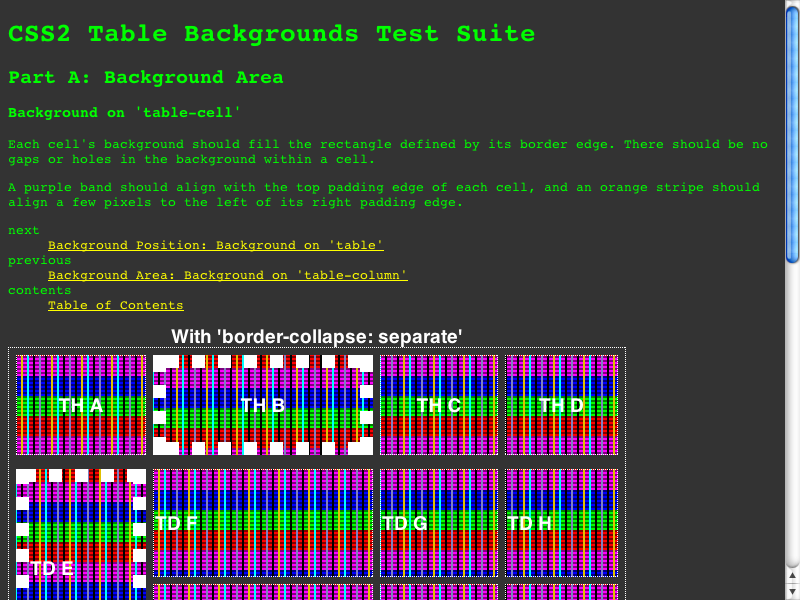 CSS2 Table Backgrounds Test Suite
Part A: Background Area
Background on 'table-cell'
Each cell's background should fill the rectangle defined by its border edge. There should be no
gaps or holes in the background within a cell.
A purple band should align with the top padding edge of each cell, and an orange stripe should
align a few pixels to the left of its right padding edge.
next
Background Position: Background on 'table'
previous
Background Area: Background on 'table-column'
contents
Table of Contents
With 'border-collapse: separate'
TH A TH B TH C TH D
TD F TD G TD H
TD E